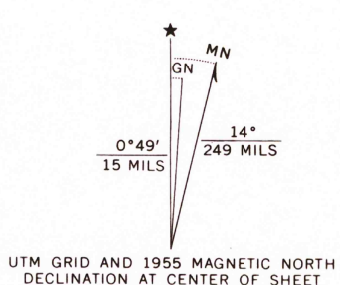 ★
MN
GN
0°49'
15 MILS
14°
249 MILS
UTM GRID AND 1955 MAGNETIC NORTH
DECLINATION AT CENTER OF SHEET